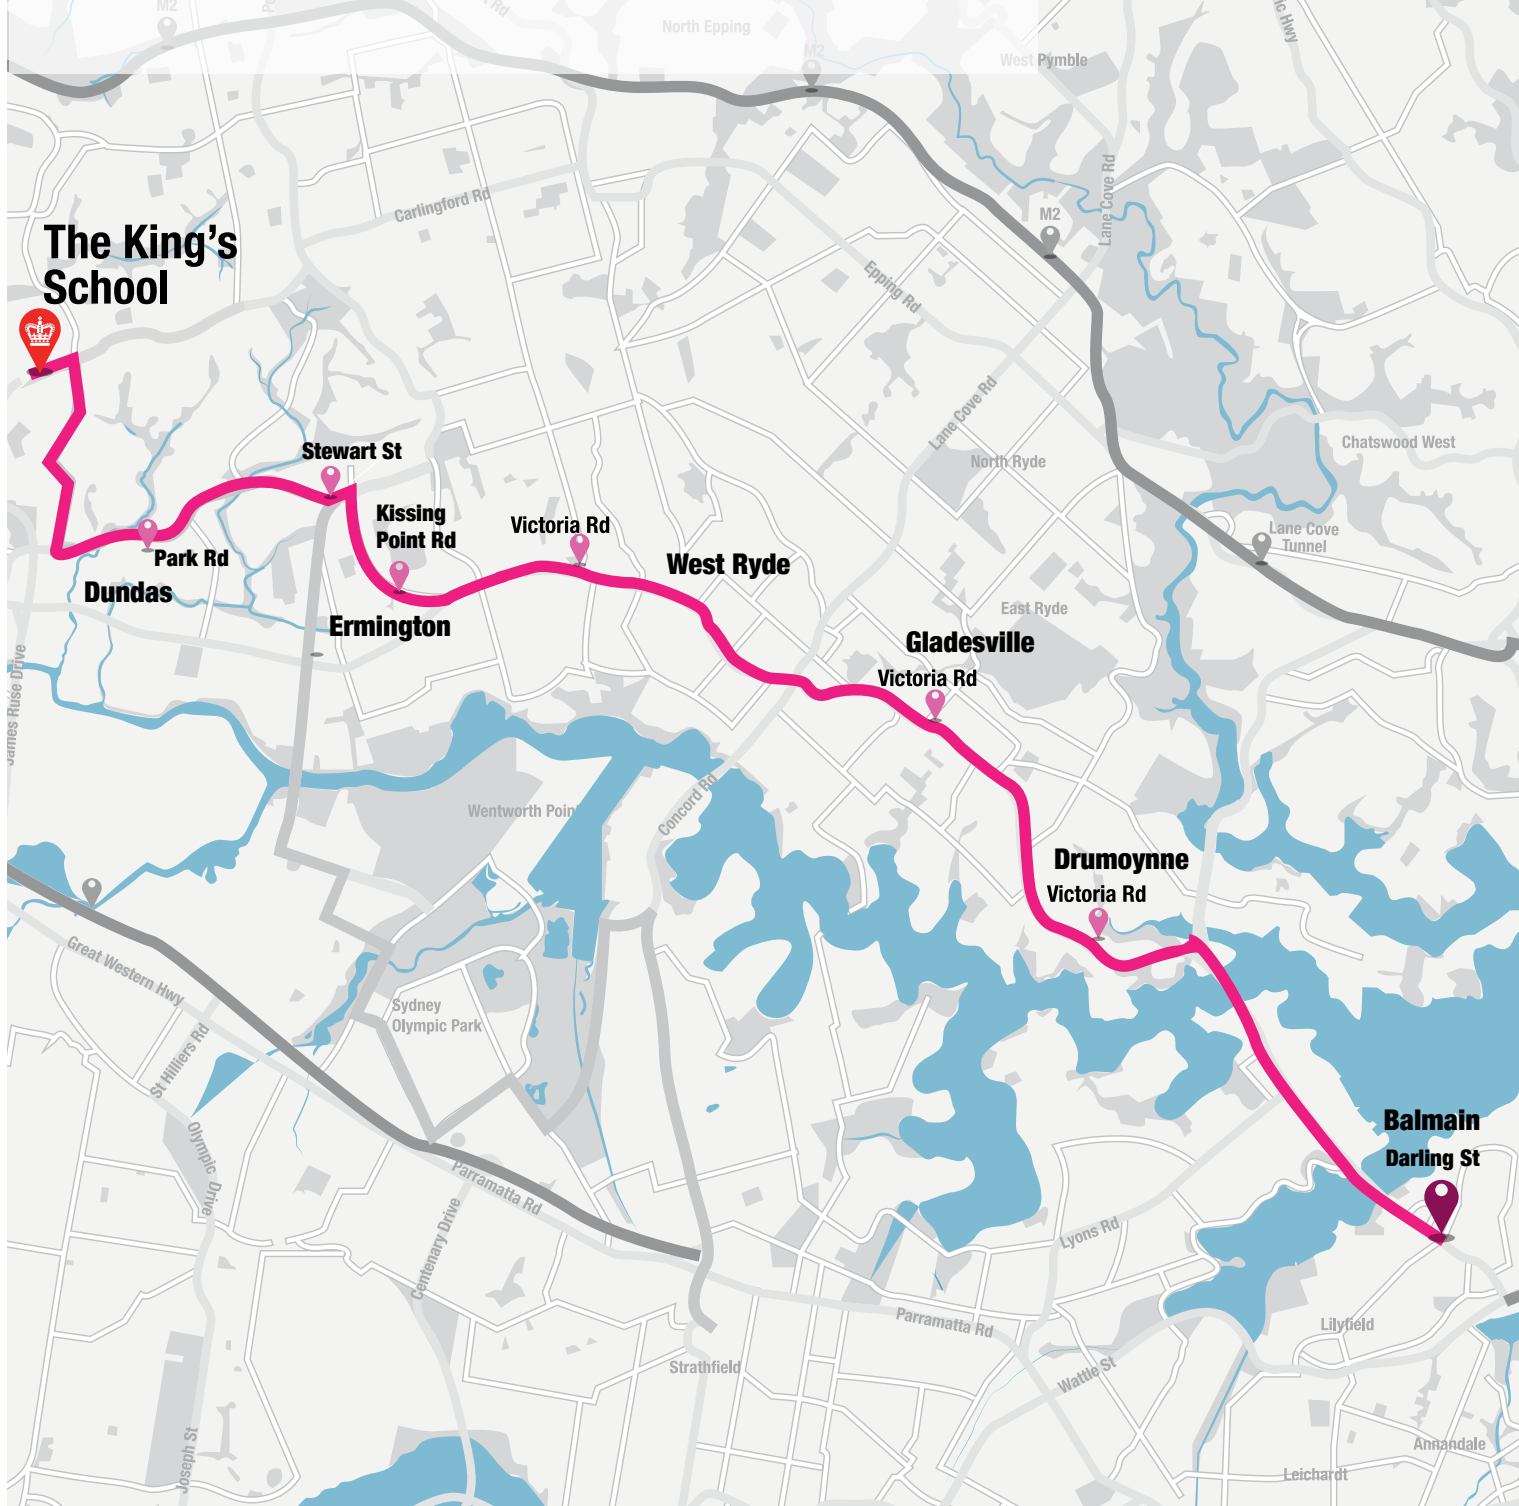 M2
North Epping
M2
West Pymble
Carlingford Rd
Lane Cove Rd
M2
The King's
School
Epping Rd
Lane Cove Rd
Chatswood West
North Ryde
Stewart St
Kissing
Point Rd
Victoria Rd
Lane Cove
Tunnel
Park Rd
West Ryde
Dundas
East Ryde
Ermington
Gladesville
Victoria Rd
James Ruse Drive
Wentworth Poin
Concord Rd
Drumoynne
Victoria Rd
Great Western Hwy
Sydney
Olympic Park
St Hilliers Rd
Balmain
Darling St
Olympic Drive
Parramatta Rd
Centenary Drive
Lyons Rd
Parramatta Rd
Lilyfield
Strathfield
Wattle St
Joseph St
Annandale
Leichardt